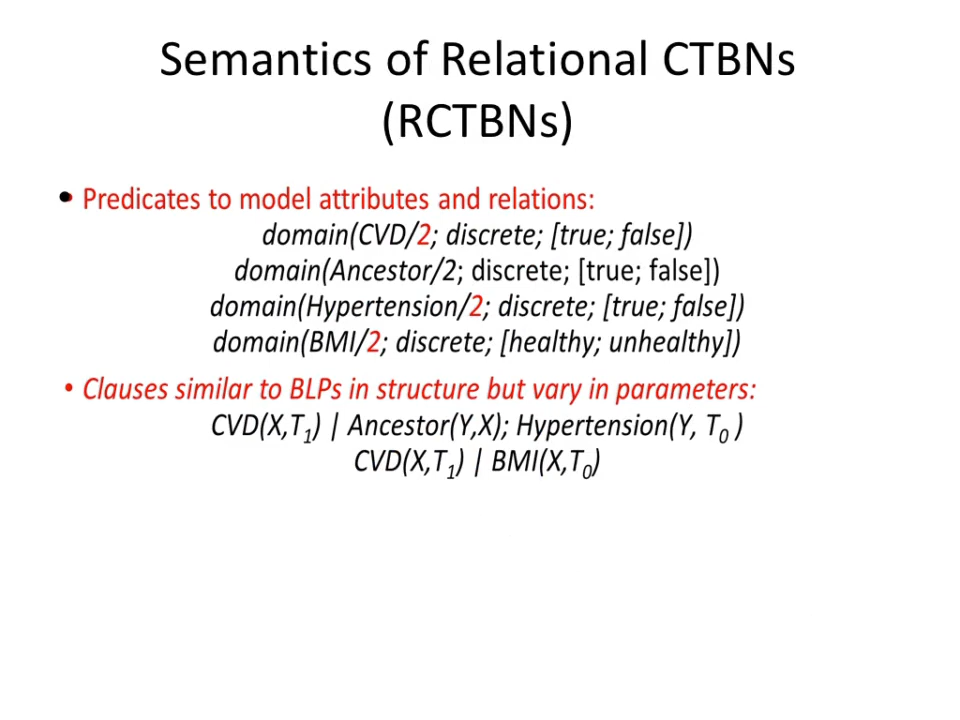 Semantics of Relational CTBNs
(RCTBNs)
• Predicates to model attributes and relations:
domain(CVD/2; discrete; [true; false])
domain(Ancestor/2; discrete; [true; false])
domain(Hypertension/2; discrete; [true; false])
domain(BMI/2; discrete; [healthy; unhealthy])
• Clauses similar to BLPs in structure but vary in parameters:
CVD(X,T₁) | Ancestor(Y,X); Hypertension(Y, T₀ )
CVD(X,T₁) | BMI(X,T₀)